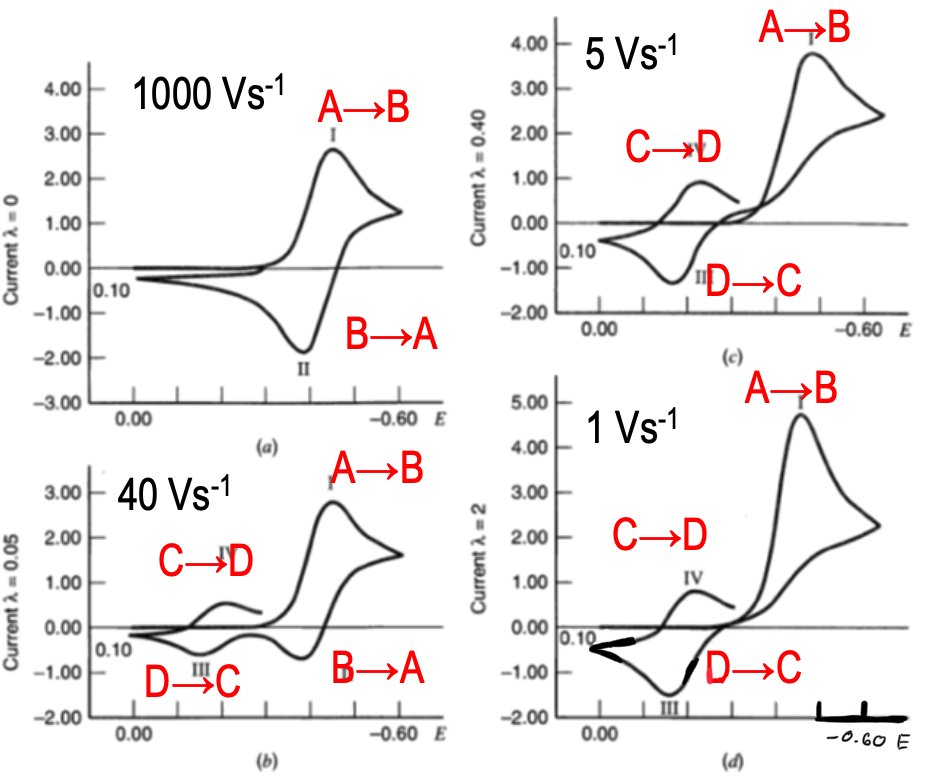 1000 Vs-1
A→B
I
4.00
3.00
2.00
1.00
0.00
−1.00
−2.00
−3.00
Current λ = 0
0.10
B→A
II
0.00
−0.60 E
(a)
5 Vs-1
A→B
I
4.00
3.00
2.00
1.00
0.00
−1.00
−2.00
Current λ = 0.40
C→D
IV
0.10
III
D→C
0.00
−0.60 E
(c)
40 Vs-1
A→B
I
3.00
2.00
1.00
0.00
−1.00
−2.00
Current λ = 0.05
C→D
IV
0.10
III
D→C
B→A
0.00
−0.60 E
(b)
1 Vs-1
A→B
I
5.00
4.00
3.00
2.00
1.00
0.00
−1.00
−2.00
Current λ = 2
C→D
IV
0.10
D→C
III
0.00
−0.60 E
(d)